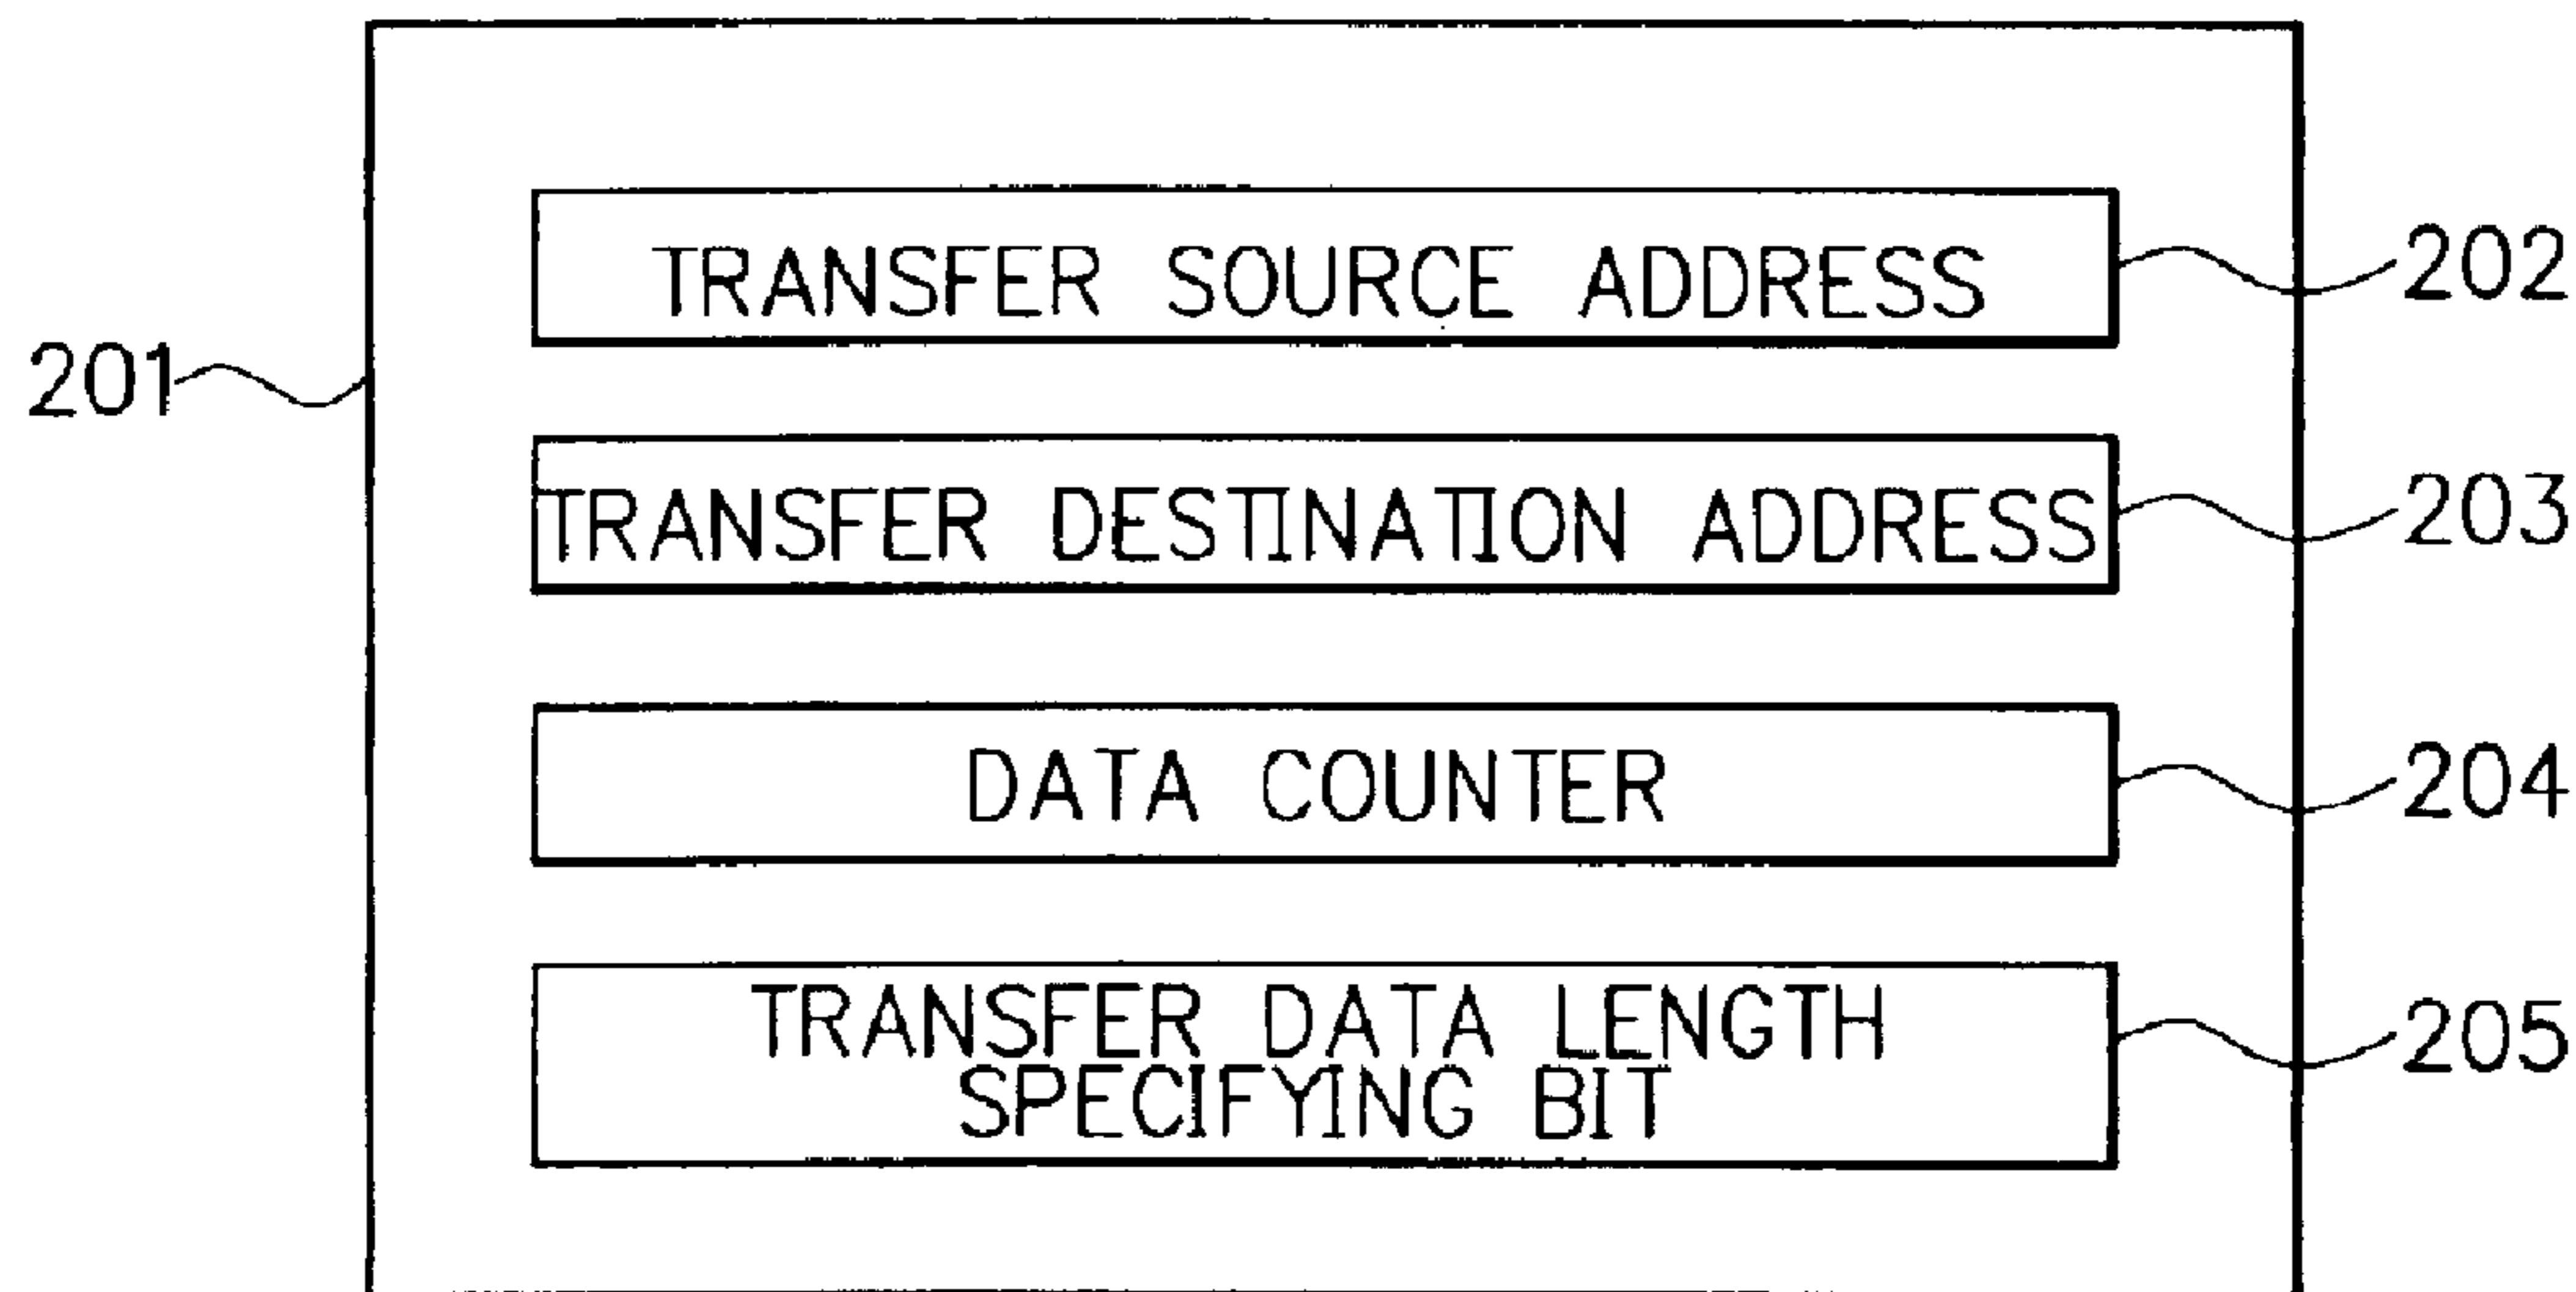 TRANSFER SOURCE ADDRESS
202
201
TRANSFER DESTINATION ADDRESS
203
DATA COUNTER
204
TRANSFER DATA LENGTH
SPECIFYING BIT
205